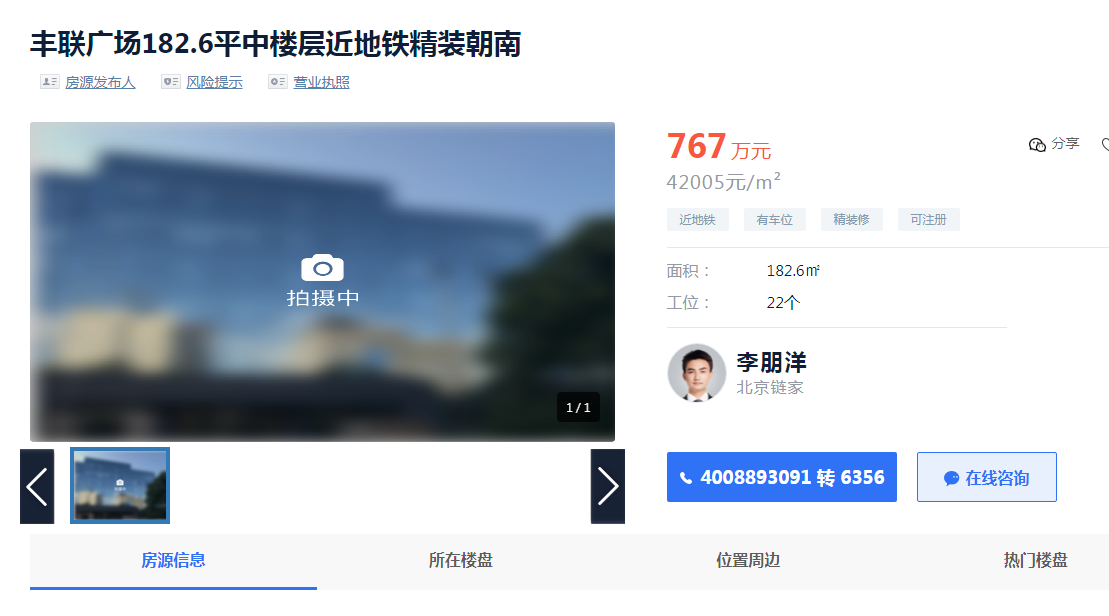 丰联广场182.6平中楼层近地铁精装朝南
房源发布人 风险提示 营业执照
拍摄中
1/1
767万元
分享
42005元/m²
近地铁 有车位 精装修 可注册
面积： 182.6㎡
工位： 22个
李朋洋
北京链家
4008893091 转 6356
在线咨询
房源信息 所在楼盘 位置周边 热门楼盘